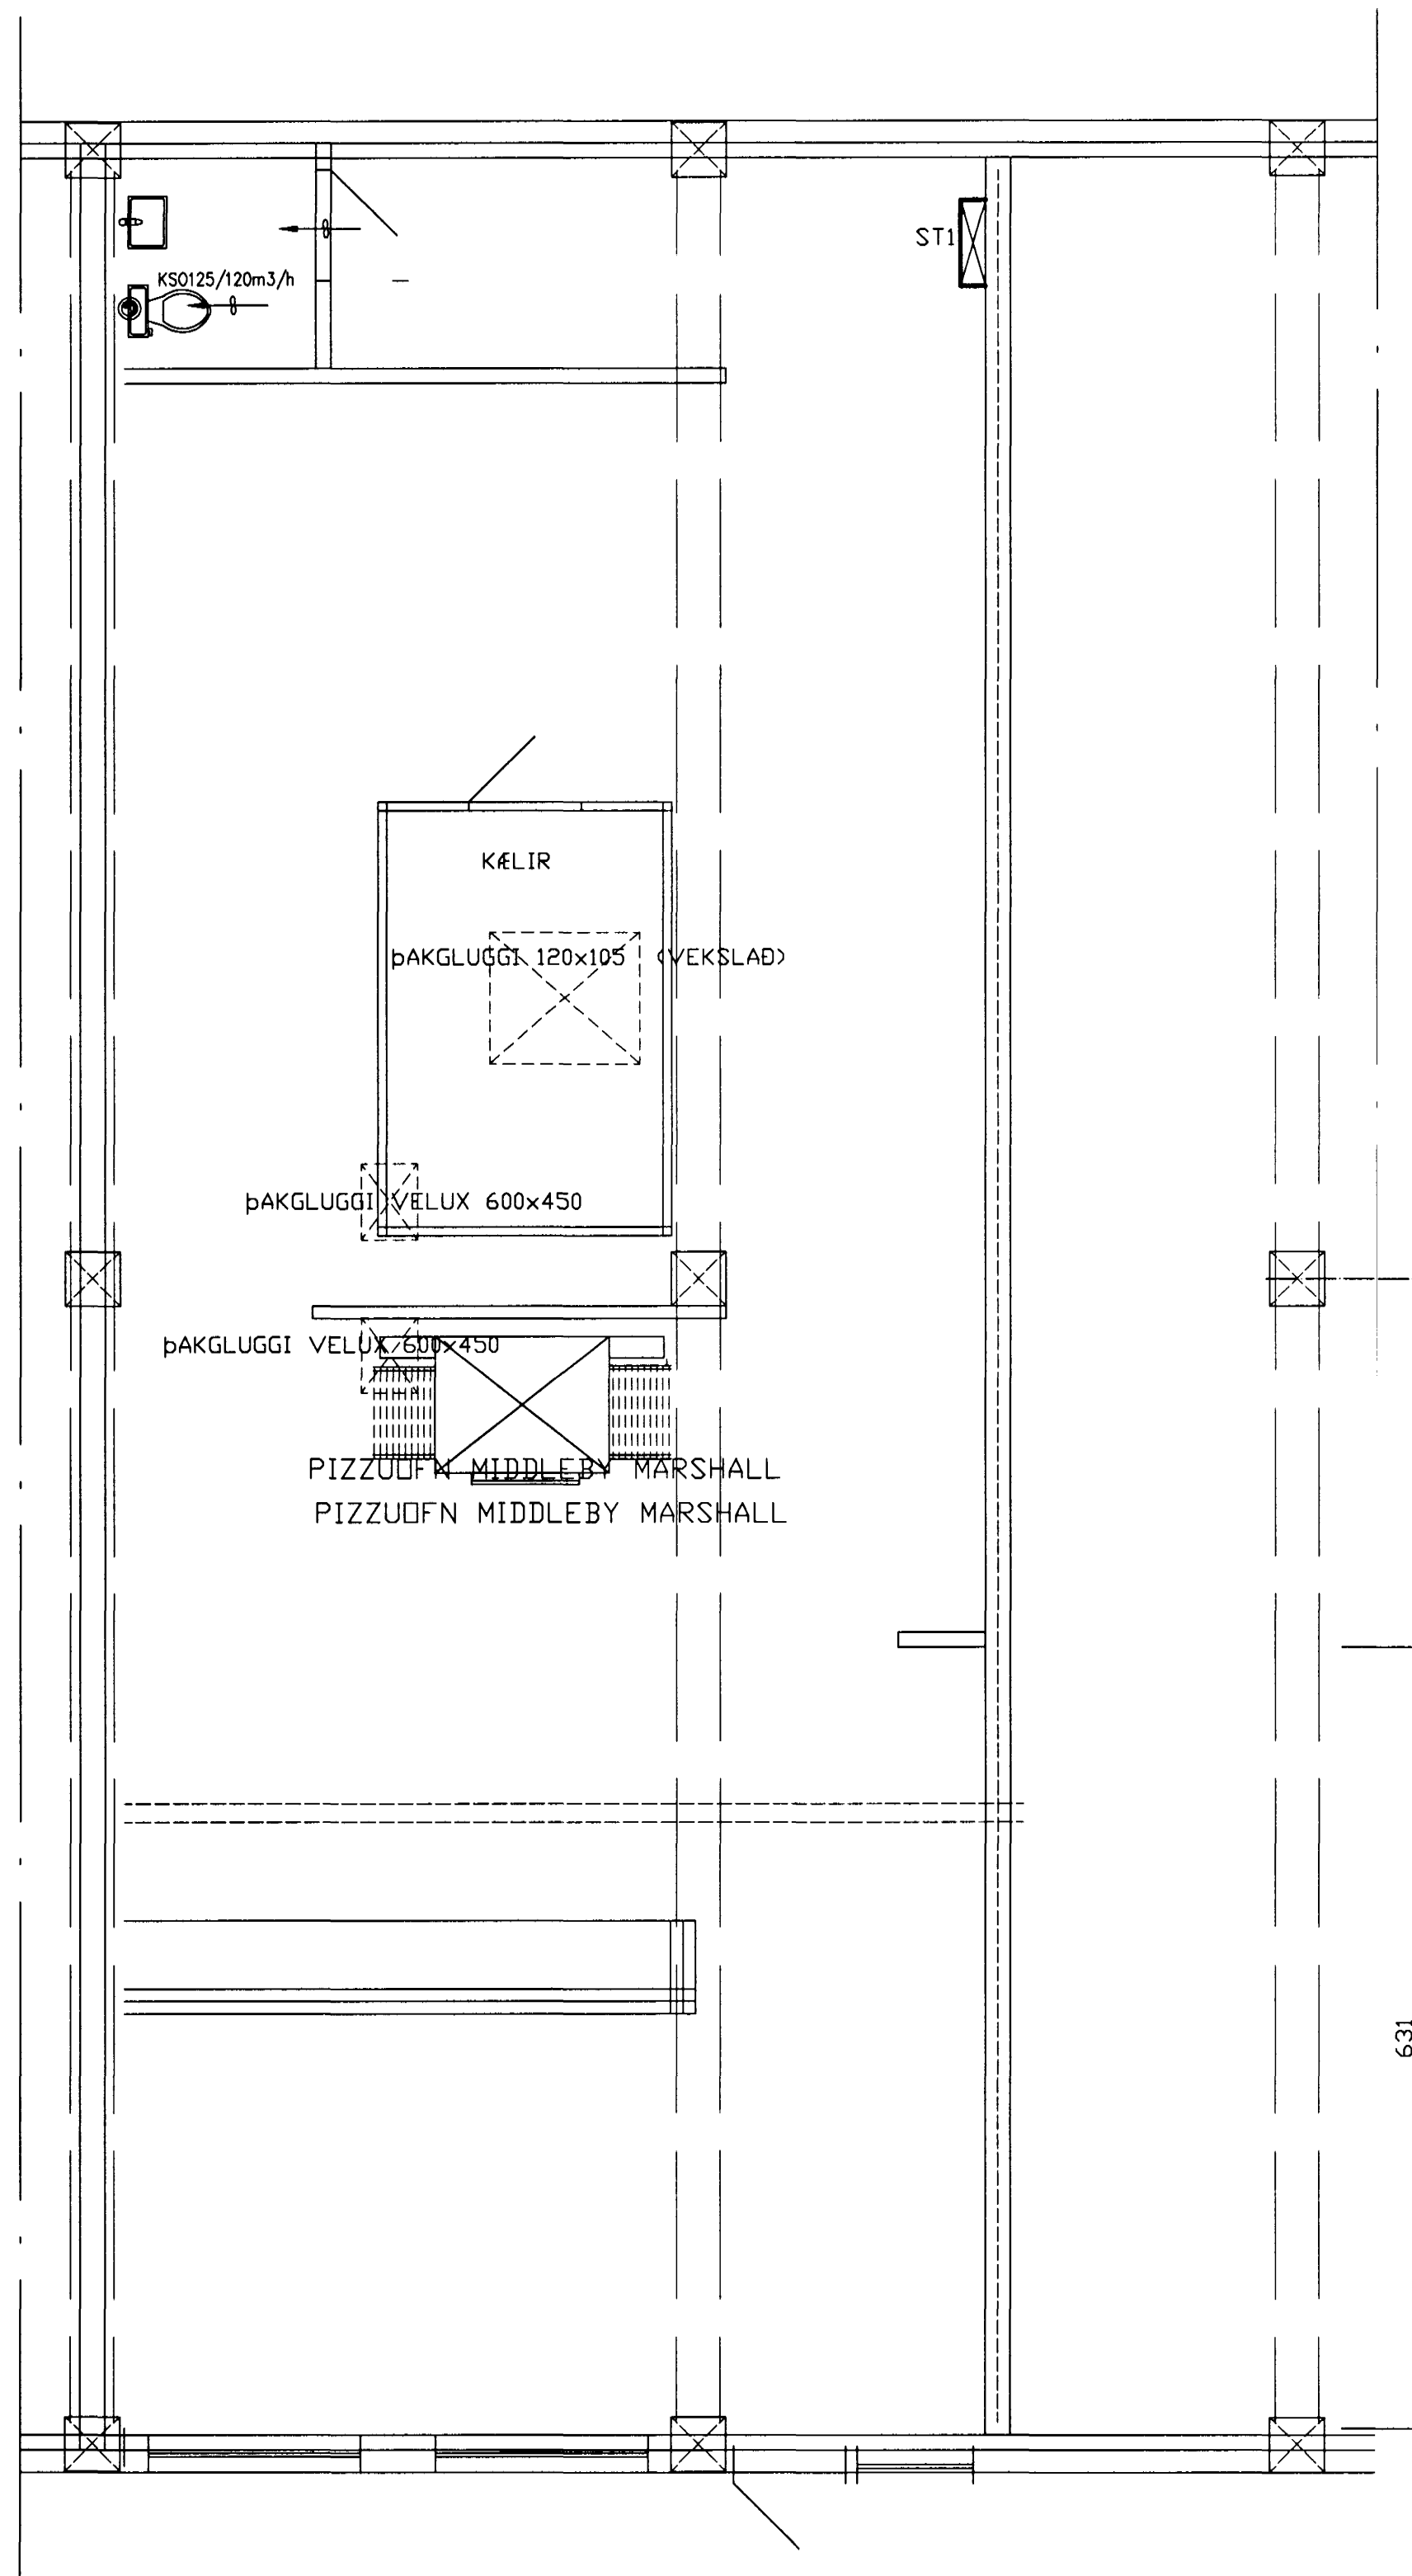 ST1
KSO125/120m3/h
KÆLIR
ÞAKGLUGGI 120x105 (VEKSLAÐ)
ÞAKGLUGGI VELUX 600x450
ÞAKGLUGGI VELUX 600x450
PIZZUOFN MIDDLEBY MARSHALL
PIZZUOFN MIDDLEBY MARSHALL
631